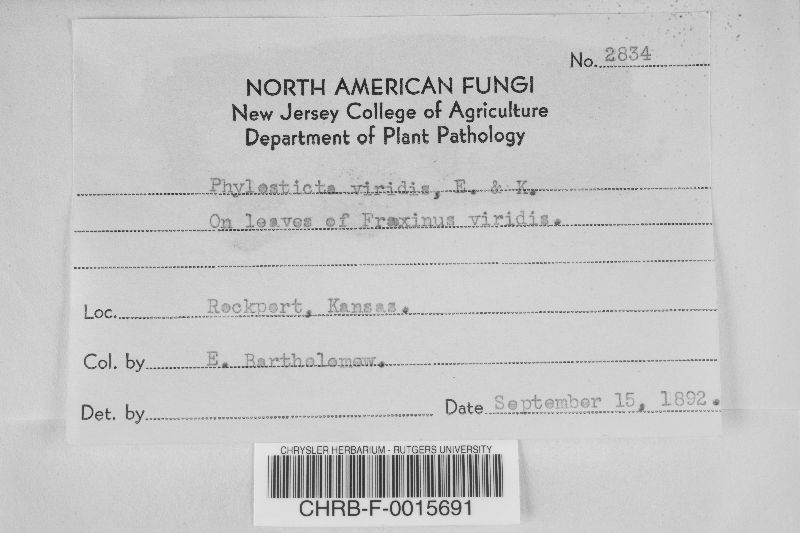 No. 2834
NORTH AMERICAN FUNGI
New Jersey College of Agriculture
Department of Plant Pathology
Phylosticta viridis, E. & K.
On leaves of Fraxinus viridis.
Loc. Rockport, Kansas.
Col. by E. Bartholomew.
Det. by
Date September 15, 1892.
CHRYSLER HERBARIUM - RUTGERS UNIVERSITY
CHRB-F-0015691